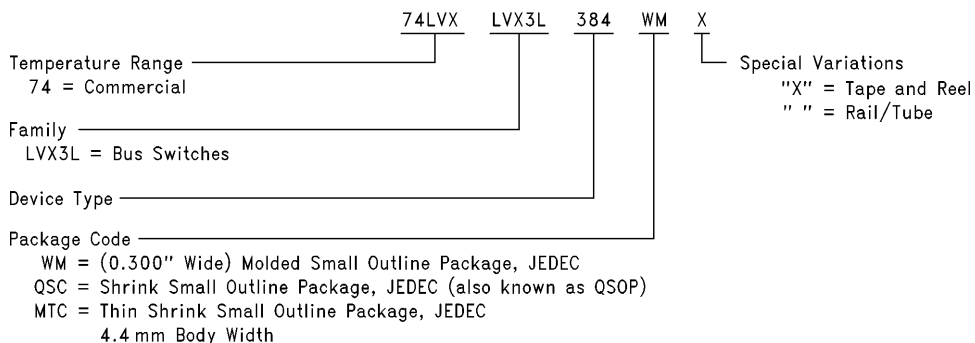 74LVX LVX3L 384 WM X
Temperature Range
74 = Commercial
Special Variations
"X" = Tape and Reel
" " = Rail/Tube
Family
LVX3L = Bus Switches
Device Type
Package Code
WM = (0.300" Wide) Molded Small Outline Package, JEDEC
QSC = Shrink Small Outline Package, JEDEC (also known as QSOP)
MTC = Thin Shrink Small Outline Package, JEDEC
4.4 mm Body Width